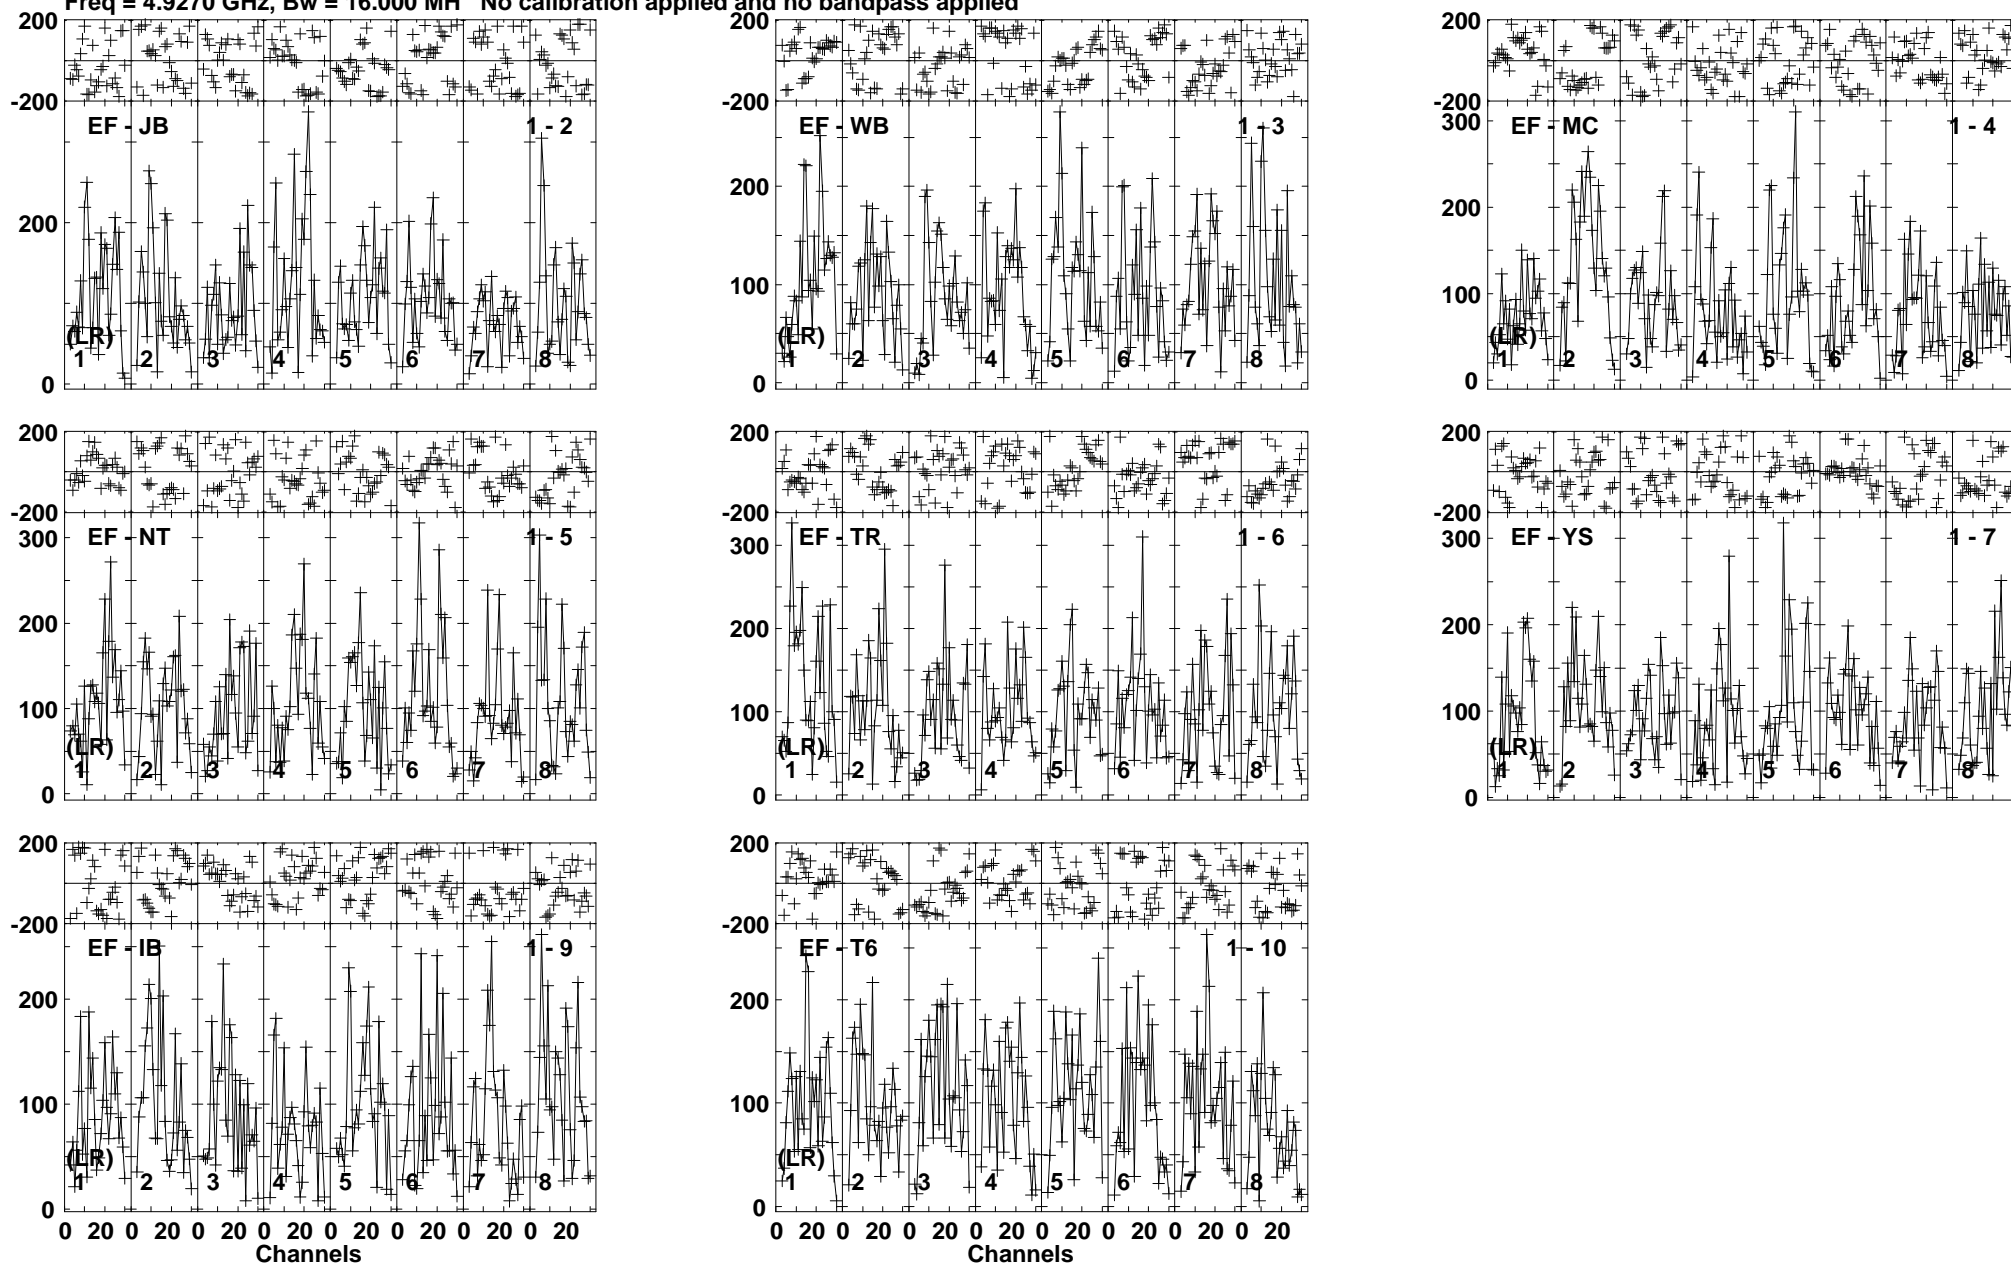 Freq = 4.9270 GHz, Bw = 16.000 MH No calibration applied and no bandpass applied
200 200 200
-200 -200 -200
EF - JB 1 - 2 EF - WB 1 - 3 EF - MC 1 - 4
300
200 200 200
100 100
(LR) (LR) (LR)
1 2 3 4 5 6 7 8 1 2 3 4 5 6 7 8 1 2 3 4 5 6 7 8
0 0 0
200 200 200
-200 -200 -200
EF - NT 1 - 5 EF - TR 1 - 6 EF - YS 1 - 7
300 300 300
200 200 200
100 100 100
(LR) (LR) (LR)
1 2 3 4 5 6 7 8 1 2 3 4 5 6 7 8 1 2 3 4 5 6 7 8
0 0 0
200 200
-200 -200
EF - IB 1 - 9 EF - T6 1 - 10
200 200
100 100
(LR) (LR)
1 2 3 4 5 6 7 8 1 2 3 4 5 6 7 8
0 0
0 20 0 20 0 20 0 20 0 20 0 20 0 20 0 20 0 20 0 20 0 20 0 20 0 20 0 20 0 20 0 20
Channels Channels